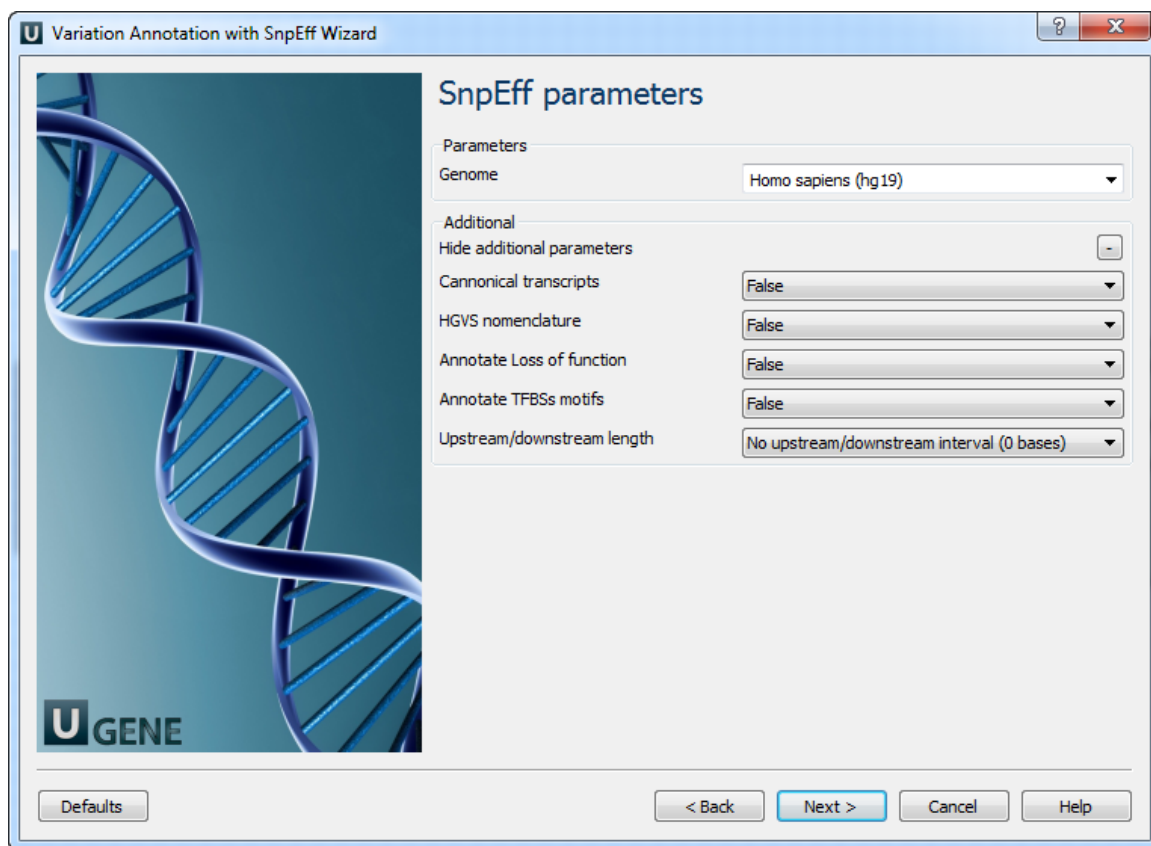 U Variation Annotation with SnpEff Wizard
?
X
SnpEff parameters
Parameters
Genome
Homo sapiens (hg19)
Additional
Hide additional parameters
-
Cannonical transcripts
False
HGVS nomenclature
False
Annotate Loss of function
False
Annotate TFBSs motifs
False
Upstream/downstream length
No upstream/downstream interval (0 bases)
U GENE
Defaults
< Back
Next >
Cancel
Help